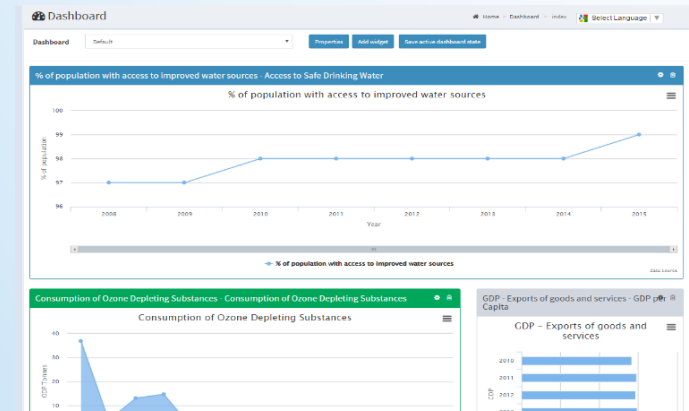 Dashboard
Home - Dashboard - index
Select Language
Dashboard
Default
Properties
Add widget
Save active dashboard state
% of population with access to improved water sources - Access to Safe Drinking Water
% of population with access to improved water sources
100
99
98
97
96
% of population
2008 2009 2010 2011 2012 2013 2014 2015
Year
% of population with access to improved water sources
data source
Consumption of Ozone Depleting Substances - Consumption of Ozone Depleting Substances
Consumption of Ozone Depleting Substances
40
30
20
10
Tonnes
GDP - Exports of goods and services - GDP per
Capita
GDP - Exports of goods and
services
2010
2011
2012
GDP